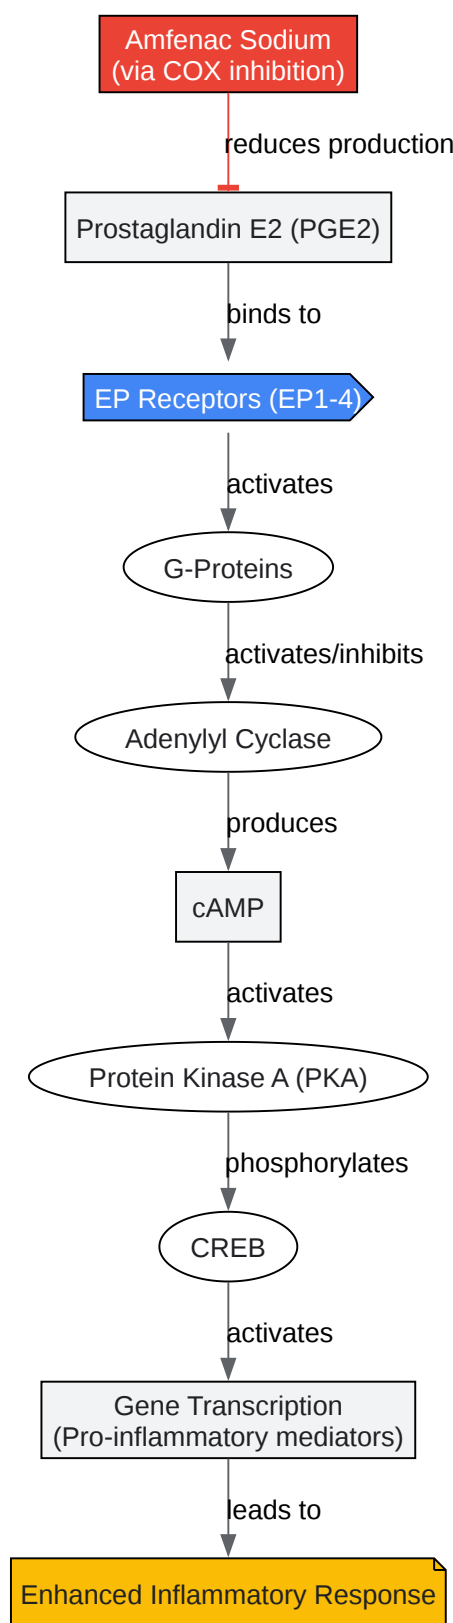 Amfenac Sodium
(via COX inhibition)
reduces production
Prostaglandin E2 (PGE2)
binds to
EP Receptors (EP1-4)
activates
G-Proteins
activates/inhibits
Adenylyl Cyclase
produces
cAMP
activates
Protein Kinase A (PKA)
phosphorylates
CREB
activates
Gene Transcription
(Pro-inflammatory mediators)
leads to
Enhanced Inflammatory Response